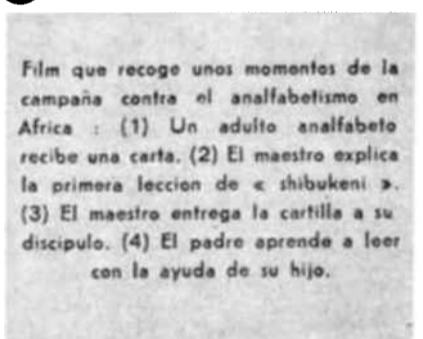 Film que recoge unos momentos de la
campaña contra el analfabetismo en
Africa : (1) Un adulto analfabeto
recibe una carta. (2) El maestro explica
la primera leccion de « shibukeni ».
(3) El maestro entrega la cartilla a su
discipulo. (4) El padre aprende a leer
con la ayuda de su hijo.